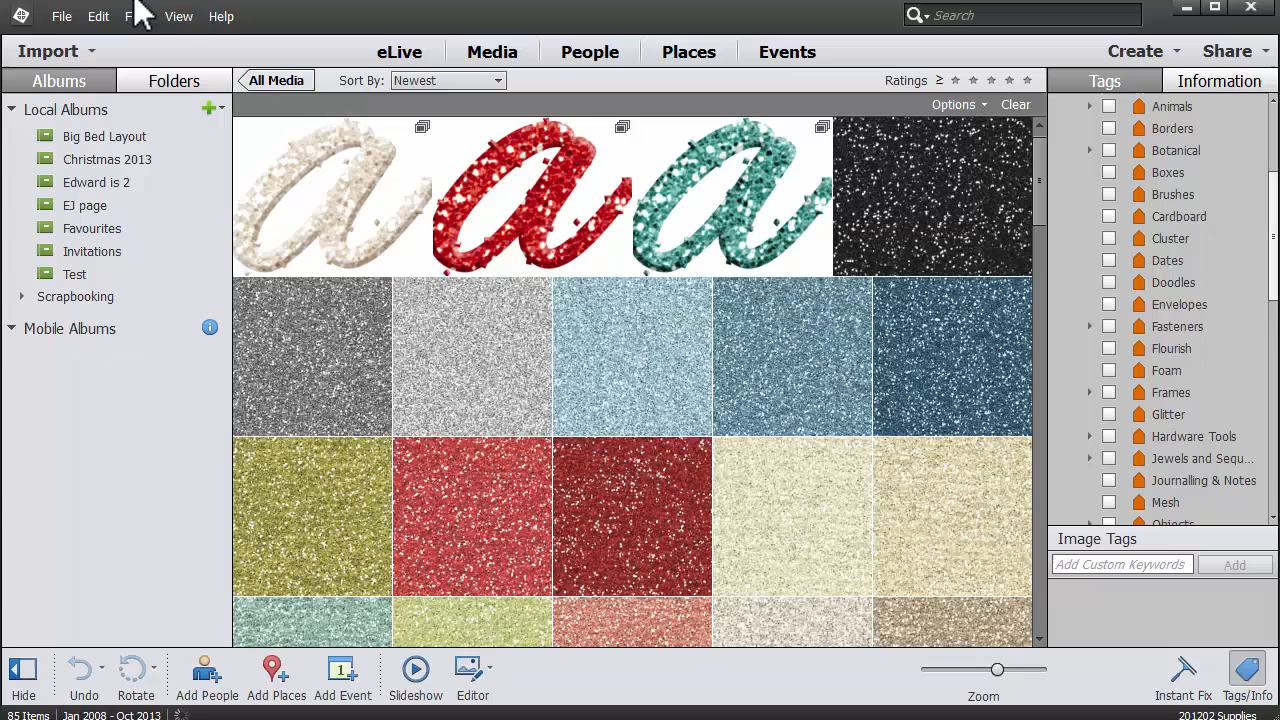 File Edit F View Help
Search
Import eLive Media People Places Events Create Share
Albums Folders All Media Sort By: Newest Ratings ≥ Tags Information
Options Clear
Local Albums
Big Bed Layout
Christmas 2013
Edward is 2
EJ page
Favourites
Invitations
Test
Scrapbooking
Mobile Albums
a a a
Animals
Borders
Botanical
Boxes
Brushes
Cardboard
Cluster
Dates
Doodles
Envelopes
Fasteners
Flourish
Foam
Frames
Glitter
Hardware Tools
Jewels and Sequ...
Journalling & Notes
Mesh
Objects
Image Tags
Add Custom Keywords Add
1
Hide Undo Rotate Add People Add Places Add Event Slideshow Editor Zoom Instant Fix Tags/Info
85 Items Jan 2008 - Oct 2013 201202 Supplies